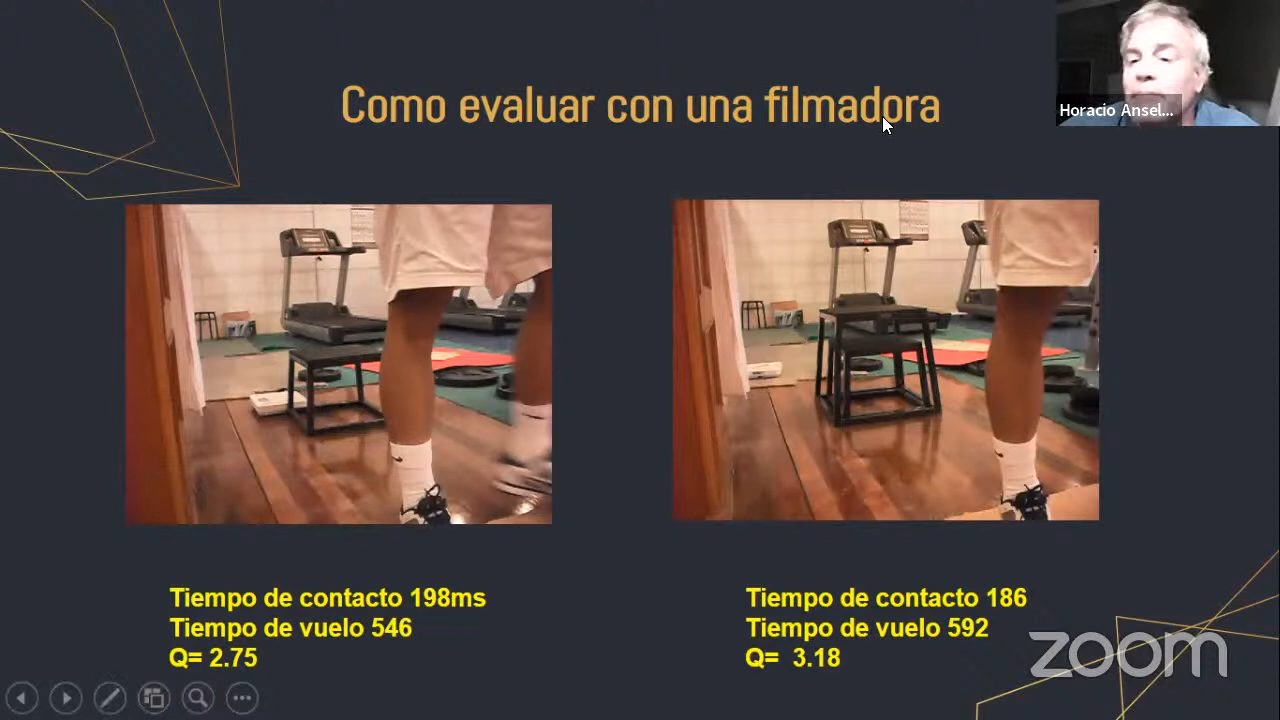 Como evaluar con una filmadora
Horacio Ansel...
Tiempo de contacto 198ms
Tiempo de vuelo 546
Q= 2.75
Tiempo de contacto 186
Tiempo de vuelo 592
Q= 3.18
zoom